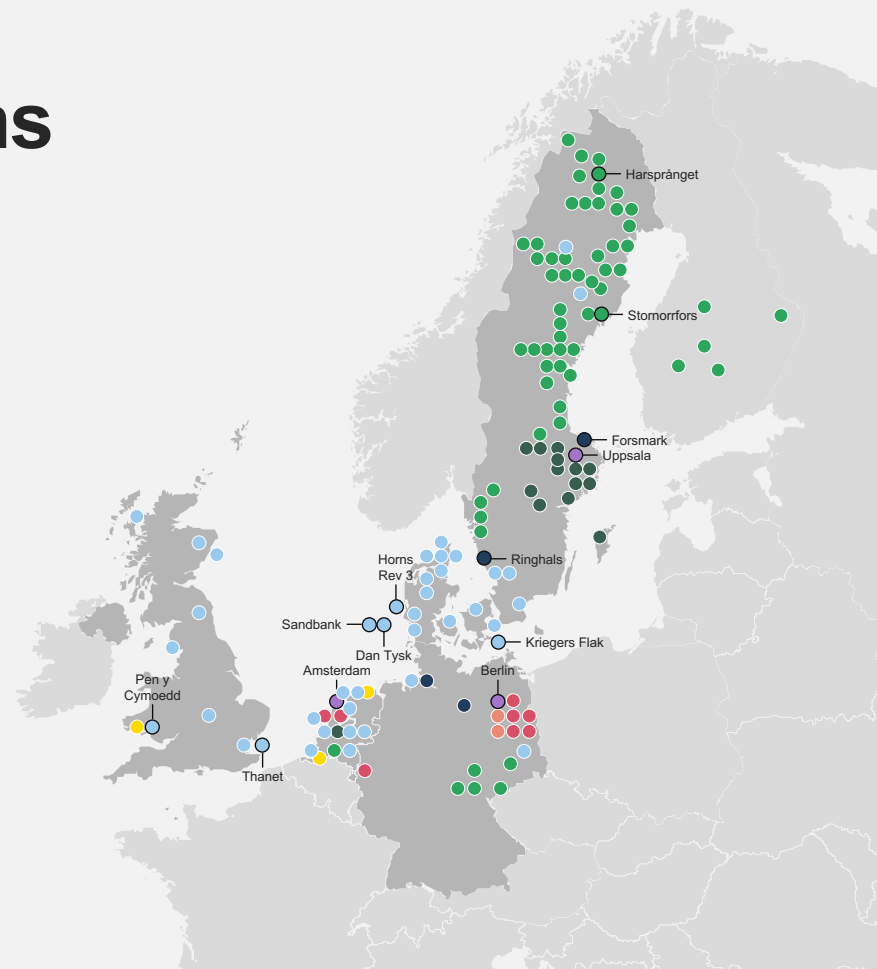 ns
Harsprånget
Stornorrfors
Forsmark
Uppsala
Ringhals
Horns
Rev 3
Sandbank
Dan Tysk
Kriegers Flak
Amsterdam
Berlin
Pen y
Cymoedd
Thanet